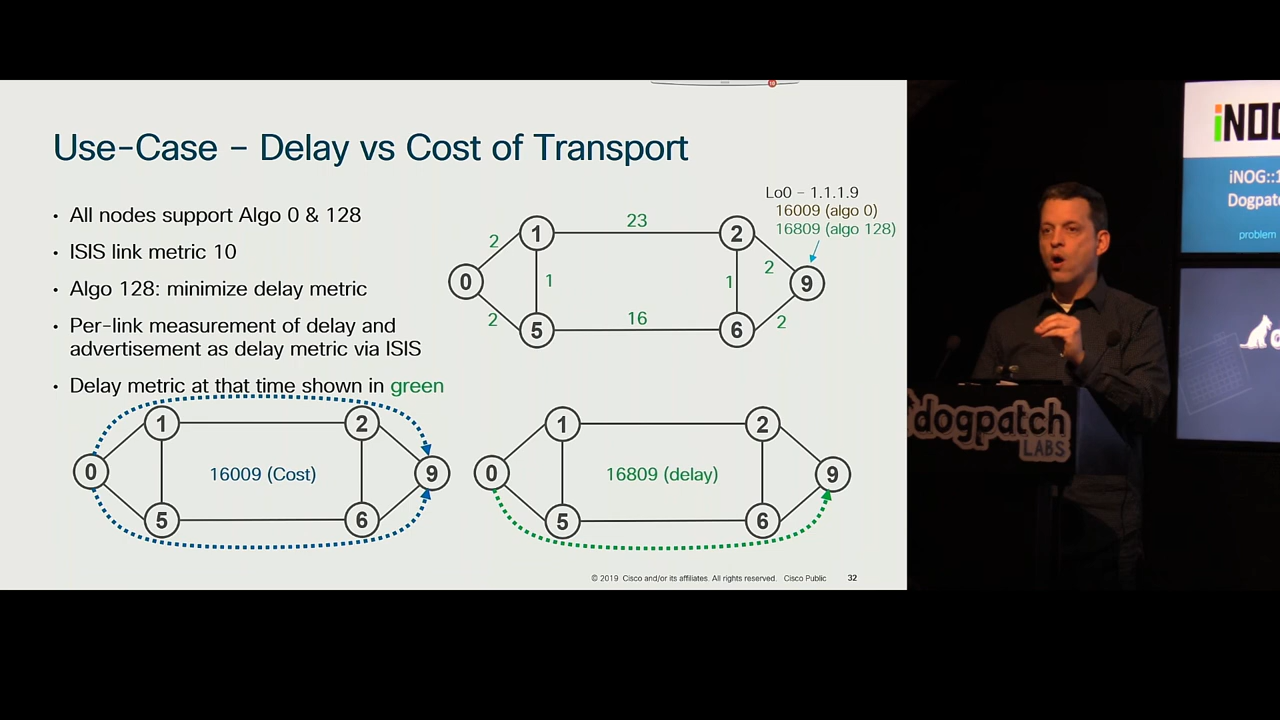 Use-Case – Delay vs Cost of Transport
• All nodes support Algo 0 & 128
• ISIS link metric 10
• Algo 128: minimize delay metric
• Per-link measurement of delay and
advertisement as delay metric via ISIS
• Delay metric at that time shown in green
Lo0 – 1.1.1.9
16009 (algo 0)
16809 (algo 128)
23
1
2
2
2
0
1
1
9
2
16
2
5
6
1
2
0
16009 (Cost)
9
5
6
1
2
0
16809 (delay)
9
5
6
© 2019 Cisco and/or its affiliates. All rights reserved. Cisco Public 32
iNO
iNOG::1
Dogpat
problem
dogpatch
LABS